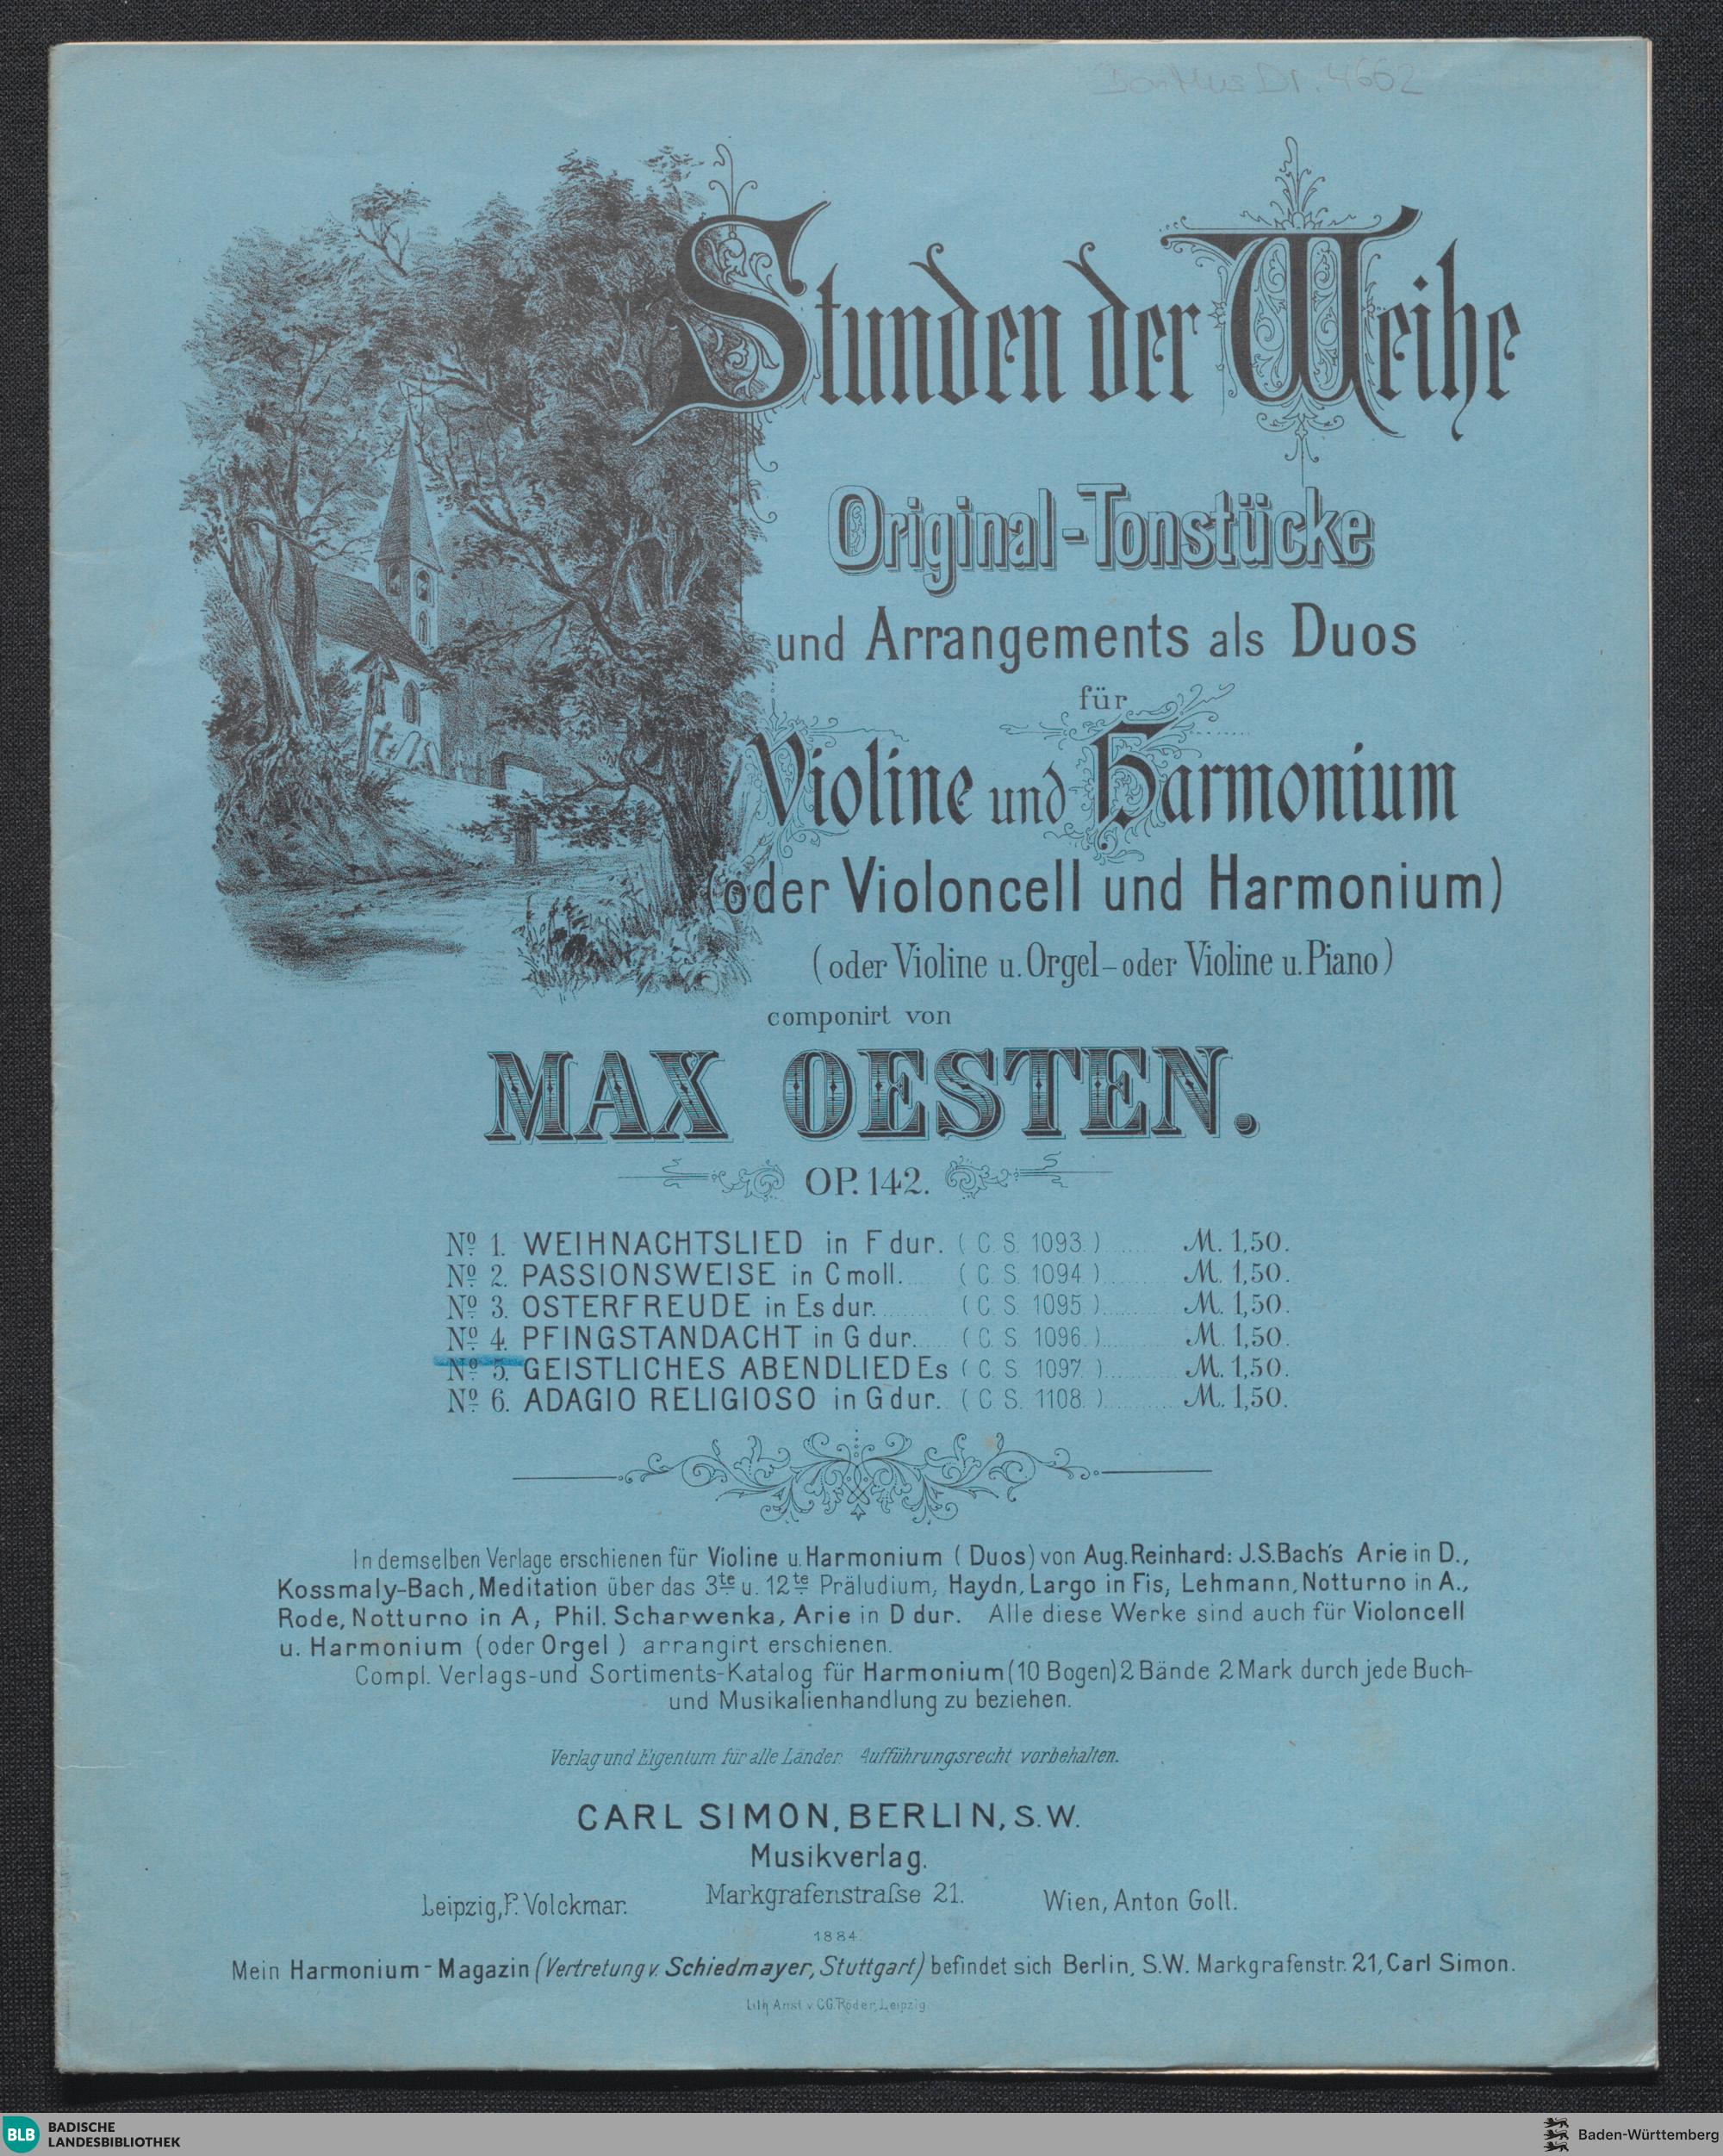 DonMus Dr. 4662
Stunden der Weihe
Original-Tonstücke
und Arrangements als Duos
für
Violine und Harmonium
(oder Violoncell und Harmonium)
(oder Violine u. Orgel – oder Violine u. Piano)
componirt von
MAX OESTEN.
OP. 142.
No 1. WEIHNACHTSLIED in F dur. (C. S. 1093.) M. 1,50.
No 2. PASSIONSWEISE in C moll. (C. S. 1094.) M. 1,50.
No 3. OSTERFREUDE in Es dur. (C. S. 1095.) M. 1,50.
No 4. PFINGSTANDACHT in G dur. (C. S. 1096.) M. 1,50.
No 5. GEISTLICHES ABENDLIED Es (C. S. 1097.) M. 1,50.
No 6. ADAGIO RELIGIOSO in G dur. (C. S. 1108.) M. 1,50.
In demselben Verlage erschienen für Violine u. Harmonium (Duos) von Aug. Reinhard: J. S. Bach's Arie in D.,
Kossmaly-Bach, Meditation über das 3te u. 12te Präludium, Haydn, Largo in Fis, Lehmann, Notturno in A.,
Rode, Notturno in A, Phil. Scharwenka, Arie in D dur. Alle diese Werke sind auch für Violoncell
u. Harmonium (oder Orgel) arrangirt erschienen.
Compl. Verlags- und Sortiments-Katalog für Harmonium (10 Bogen) 2 Bände 2 Mark durch jede Buch-
und Musikalienhandlung zu beziehen.
Verlag und Eigentum für alle Länder. Aufführungsrecht vorbehalten.
CARL SIMON, BERLIN, S.W.
Musikverlag.
Leipzig, F. Volckmar. Markgrafenstraſse 21. Wien, Anton Goll.
1884.
Mein Harmonium-Magazin (Vertretung v. Schiedmayer, Stuttgart) befindet sich Berlin, S.W. Markgrafenstr. 21, Carl Simon.
Lith. Anst. v. C.G. Röder, Leipzig
BLB BADISCHE
LANDESBIBLIOTHEK
Baden-Württemberg